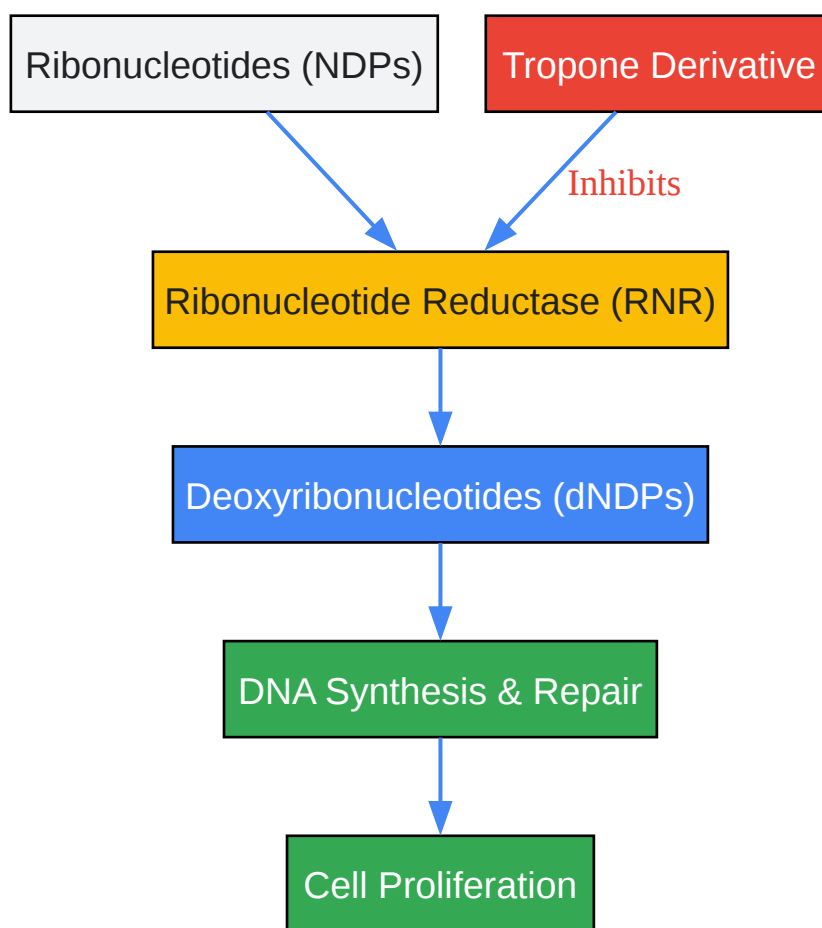 Ribonucleotides (NDPs)
Tropone Derivative
Inhibits
Ribonucleotide Reductase (RNR)
Deoxyribonucleotides (dNDPs)
DNA Synthesis & Repair
Cell Proliferation